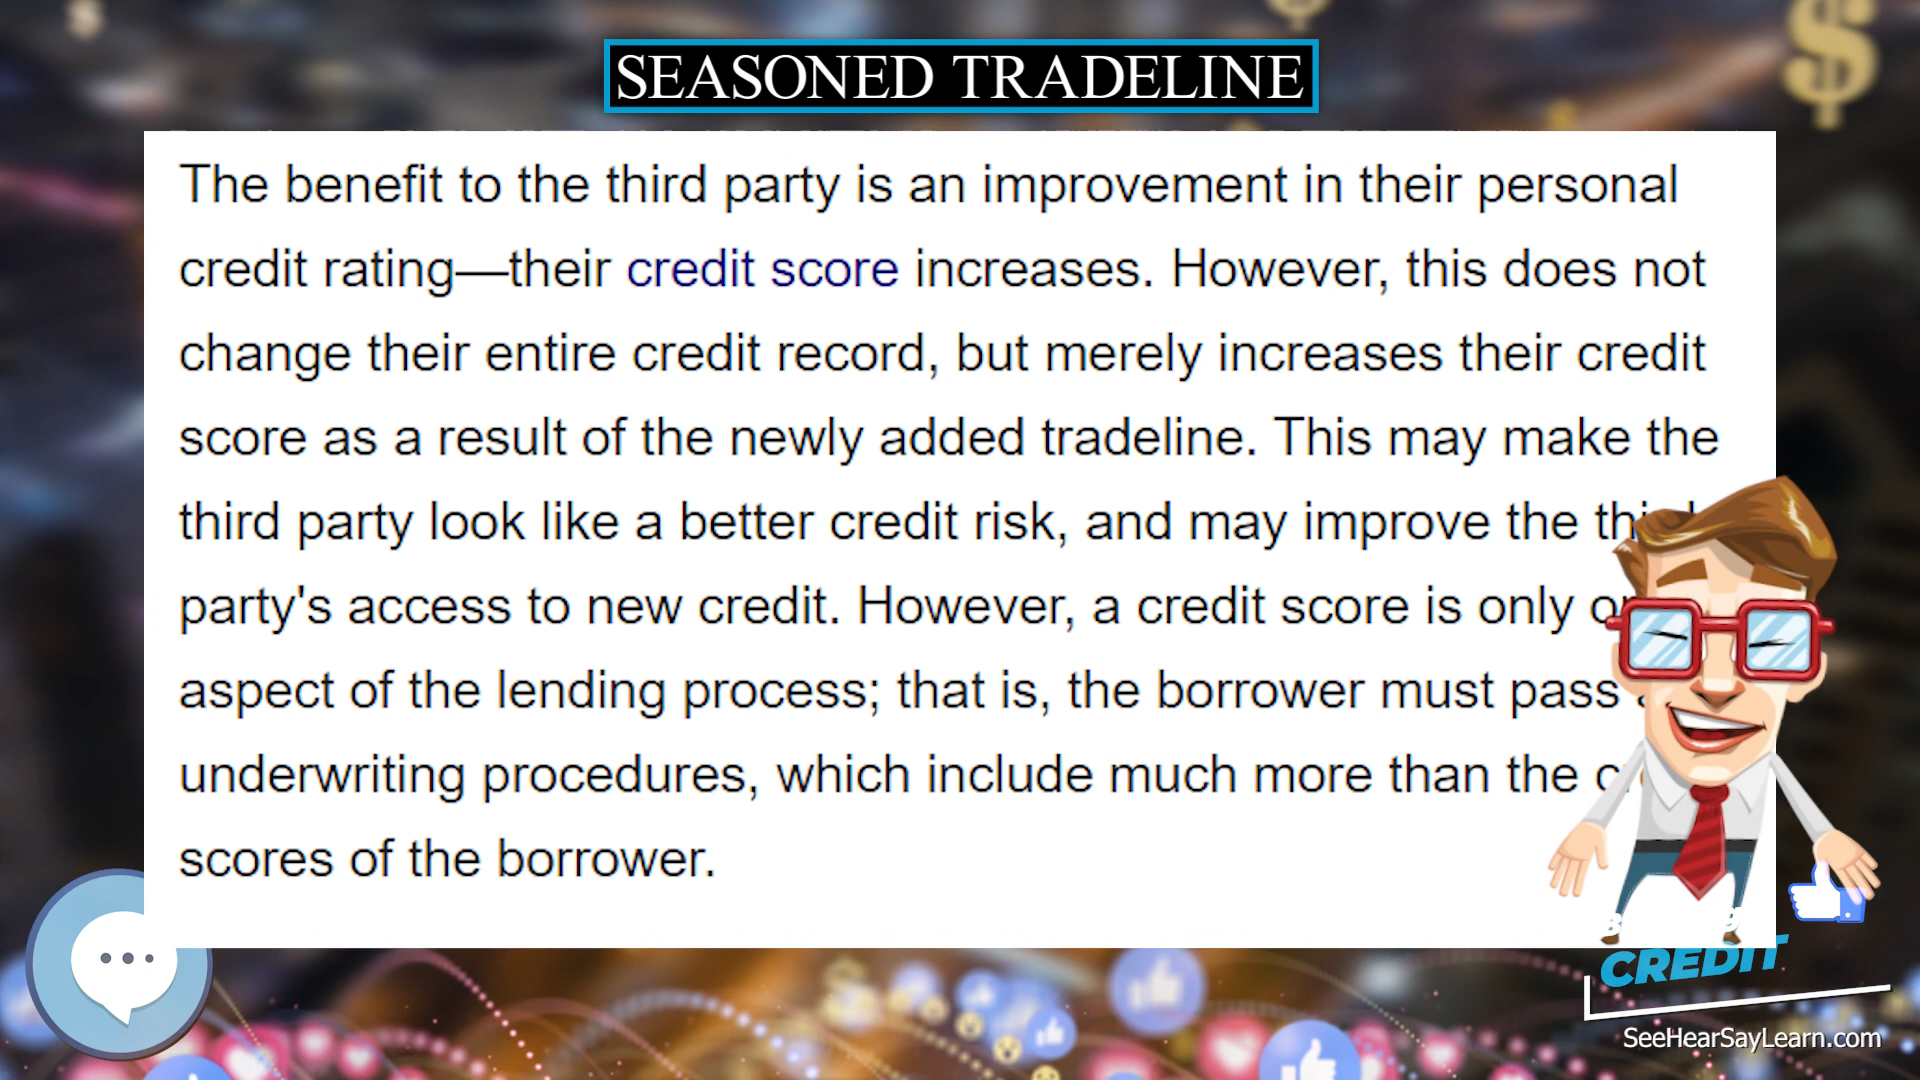 SEASONED TRADELINE
The benefit to the third party is an improvement in their personal
credit rating—their credit score increases. However, this does not
change their entire credit record, but merely increases their credit
score as a result of the newly added tradeline. This may make the
third party look like a better credit risk, and may improve the
party's access to new credit. However, a credit score is only
aspect of the lending process; that is, the borrower must pass
underwriting procedures, which include much more than the
scores of the borrower.
CREDIT
SeeHearSayLearn.com